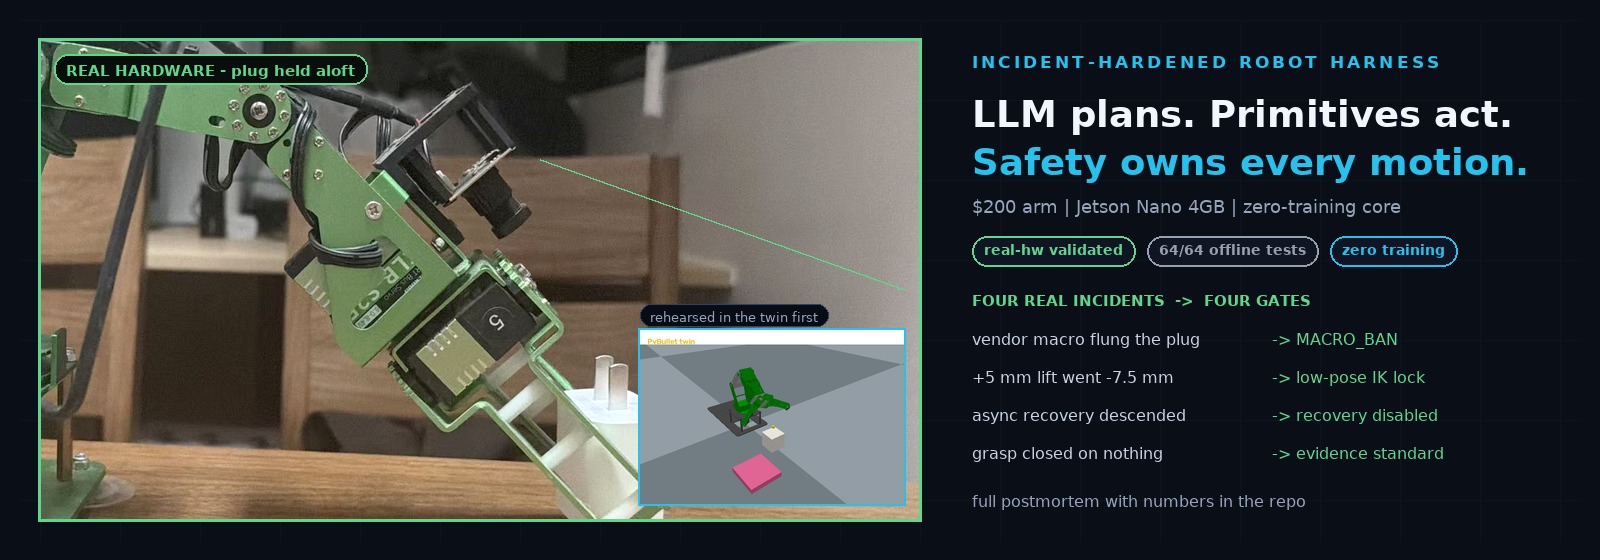 REAL HARDWARE - plug held aloft
5
rehearsed in the twin first
PyBullet twin
INCIDENT-HARDENED ROBOT HARNESS
LLM plans. Primitives act.
Safety owns every motion.
$200 arm | Jetson Nano 4GB | zero-training core
real-hw validated
64/64 offline tests
zero training
FOUR REAL INCIDENTS -> FOUR GATES
vendor macro flung the plug -> MACRO_BAN
+5 mm lift went -7.5 mm -> low-pose IK lock
async recovery descended -> recovery disabled
grasp closed on nothing -> evidence standard
full postmortem with numbers in the repo